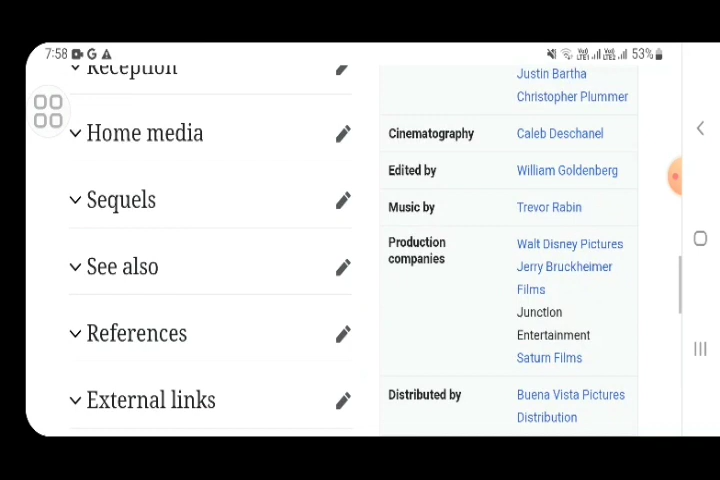 7:58 G
53%
Reception
Home media
Sequels
See also
References
External links
Justin Bartha
Christopher Plummer
Cinematography Caleb Deschanel
Edited by William Goldenberg
Music by Trevor Rabin
Production companies Walt Disney Pictures
Jerry Bruckheimer
Films
Junction
Entertainment
Saturn Films
Distributed by Buena Vista Pictures
Distribution